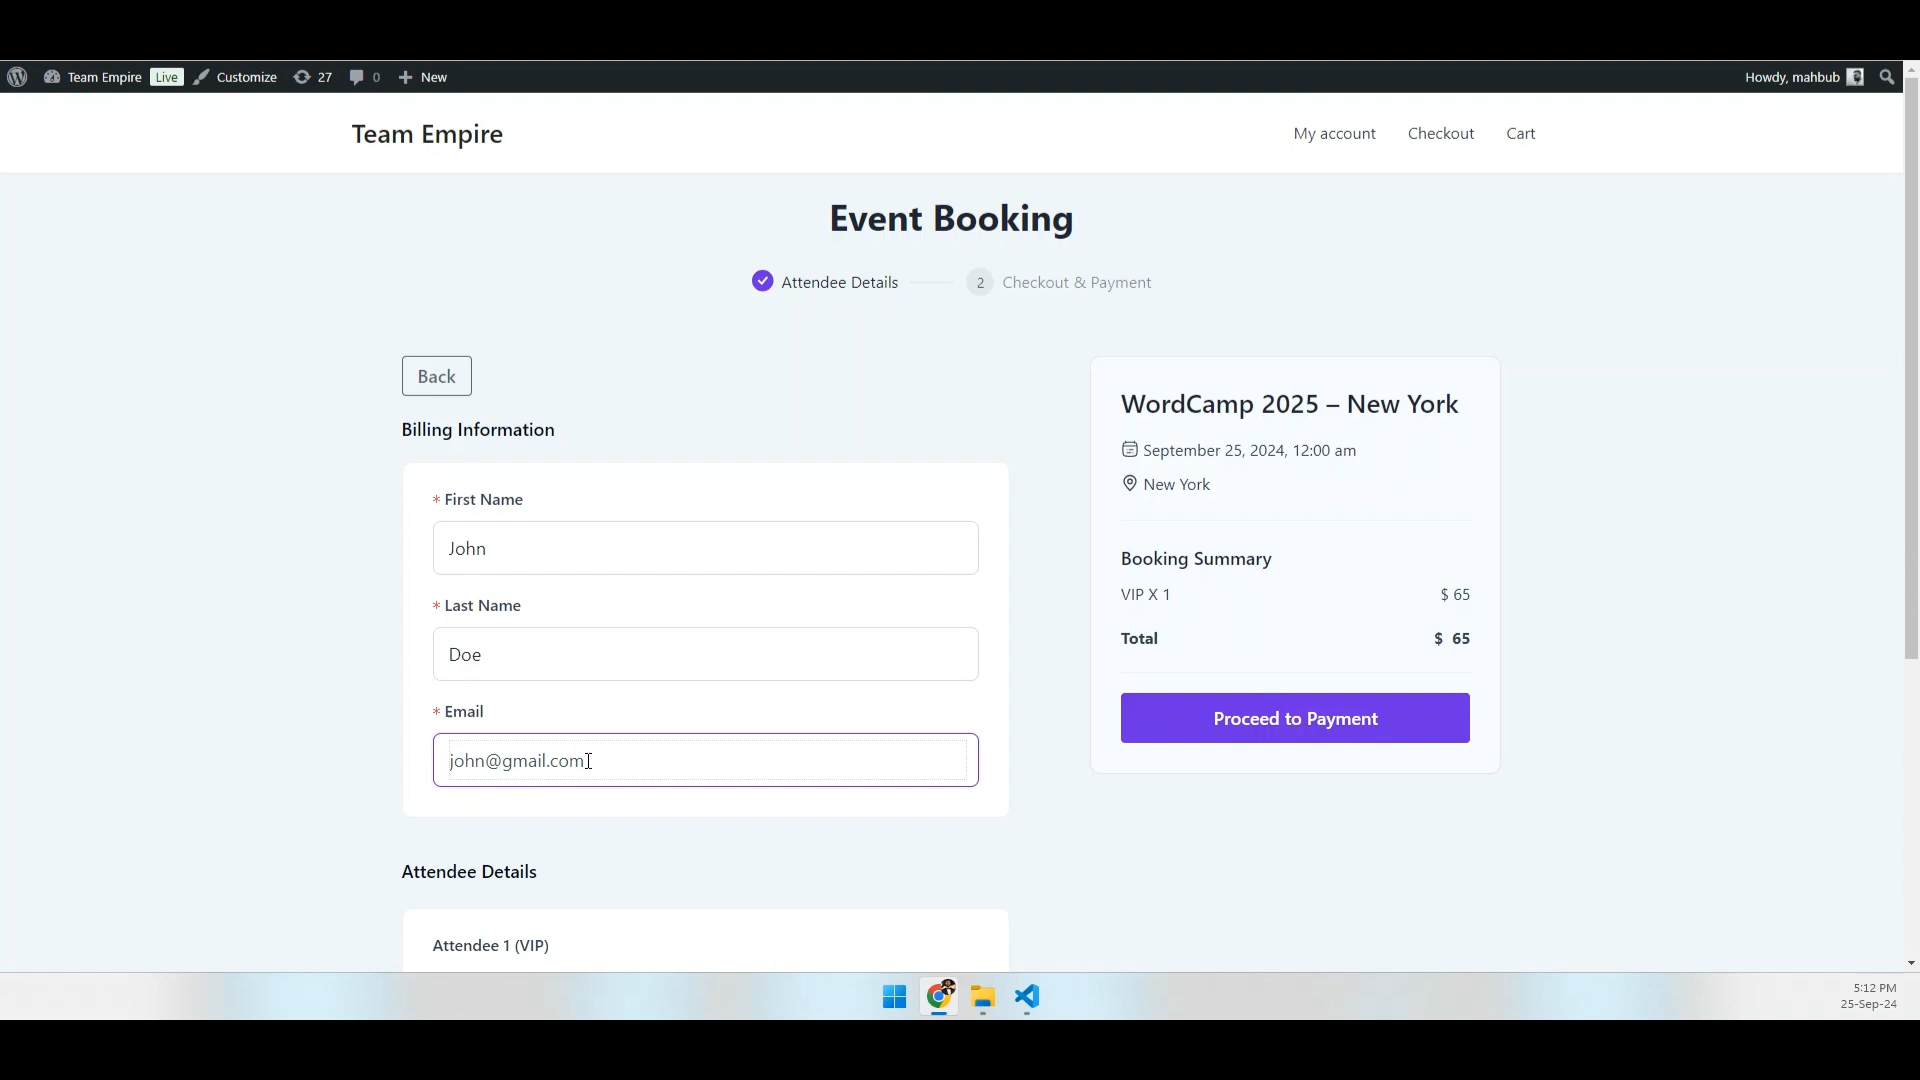 Team Empire Live Customize 27 0 New Howdy, mahbub
Team Empire My account Checkout Cart
Event Booking
Attendee Details 2 Checkout & Payment
Back
Billing Information
* First Name
John
* Last Name
Doe
* Email
john@gmail.com
Attendee Details
Attendee 1 (VIP)
WordCamp 2025 – New York
September 25, 2024, 12:00 am
New York
Booking Summary
VIP X 1 $ 65
Total $ 65
Proceed to Payment
5:12 PM
25-Sep-24